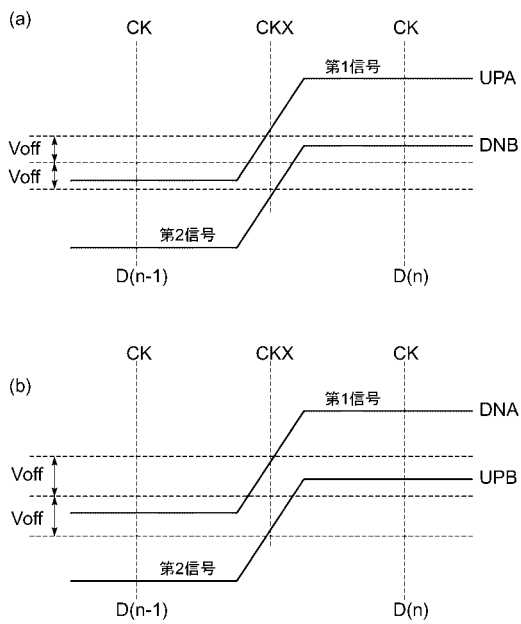 (a)
CK CKX CK
第1信号 UPA
Voff DNB
Voff
第2信号
D(n-1) D(n)
(b)
CK CKX CK
第1信号 DNA
Voff UPB
Voff
第2信号
D(n-1) D(n)